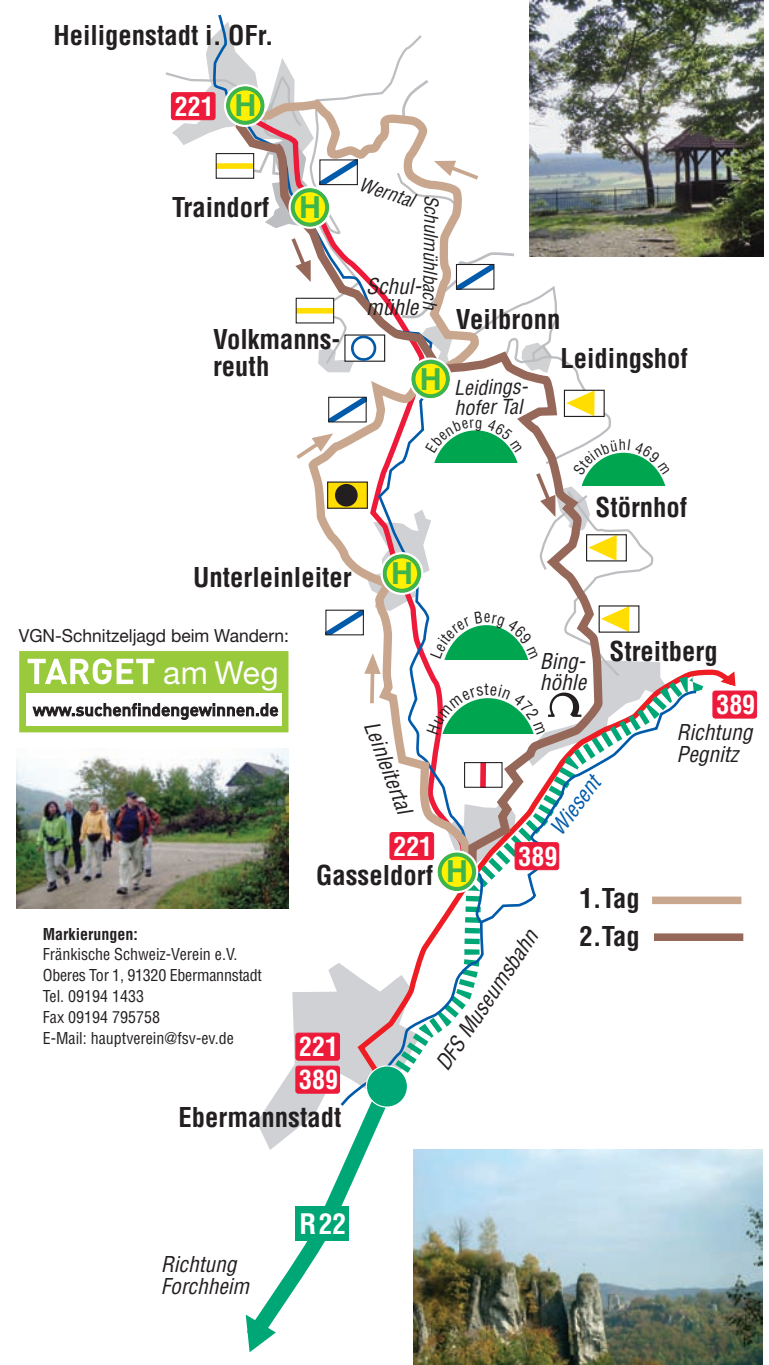 Heiligenstadt i. OFr.
221
H
Traindorf
H
Werntal
Schulmühlbach
Schul-
mühle
Volkmanns-
reuth
Veilbronn
H
Leidingshof
Leidings-
hofer Tal
Ebenberg 465 m
Steinbühl 469 m
Störnhof
Unterleinleiter
H
VGN-Schnitzeljagd beim Wandern:
TARGET am Weg
www.suchenfindengewinnen.de
Leiterer Berg 469 m
Bing-
höhle
Streitberg
Hummerstein 472 m
389
Richtung
Pegnitz
Leinleitertal
Wiesent
221
389
Gasseldorf
H
1.Tag
2.Tag
Markierungen:
Fränkische Schweiz-Verein e.V.
Oberes Tor 1, 91320 Ebermannstadt
Tel. 09194 1433
Fax 09194 795758
E-Mail: hauptverein@fsv-ev.de
DFS Museumsbahn
221
389
Ebermannstadt
R 22
Richtung
Forchheim